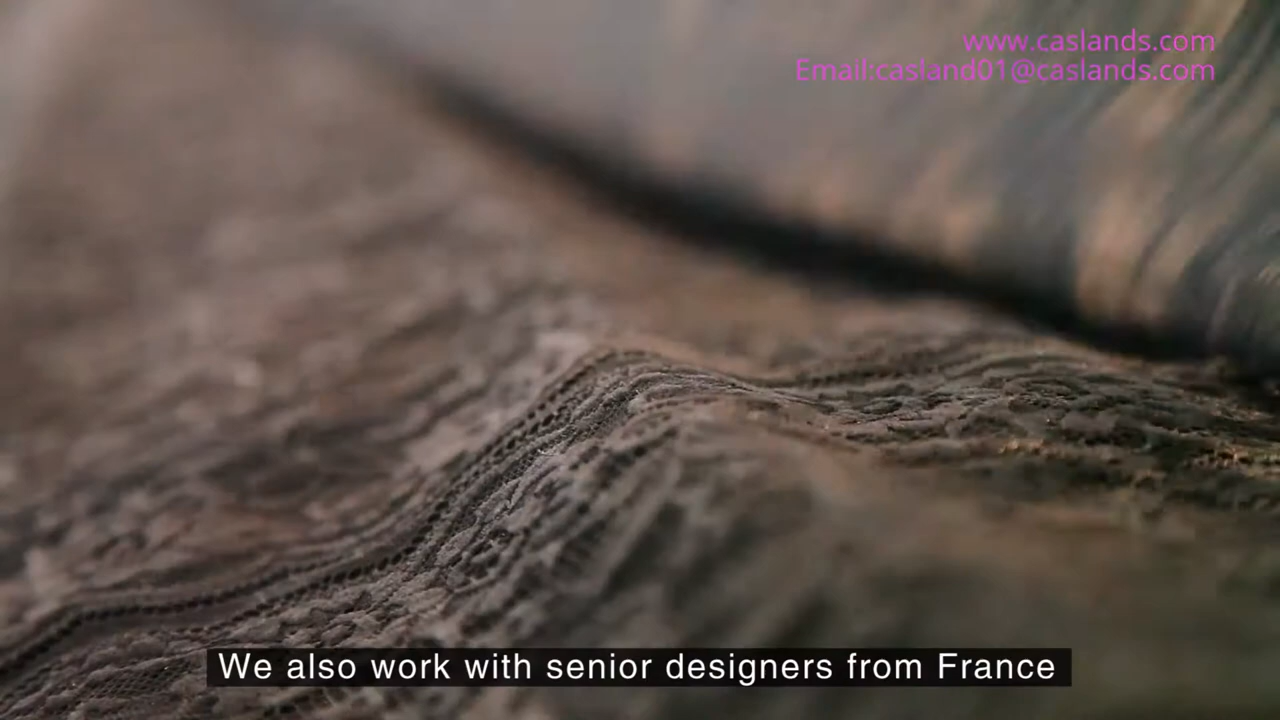 www.caslands.com
Email:casland01@caslands.com
We also work with senior designers from France